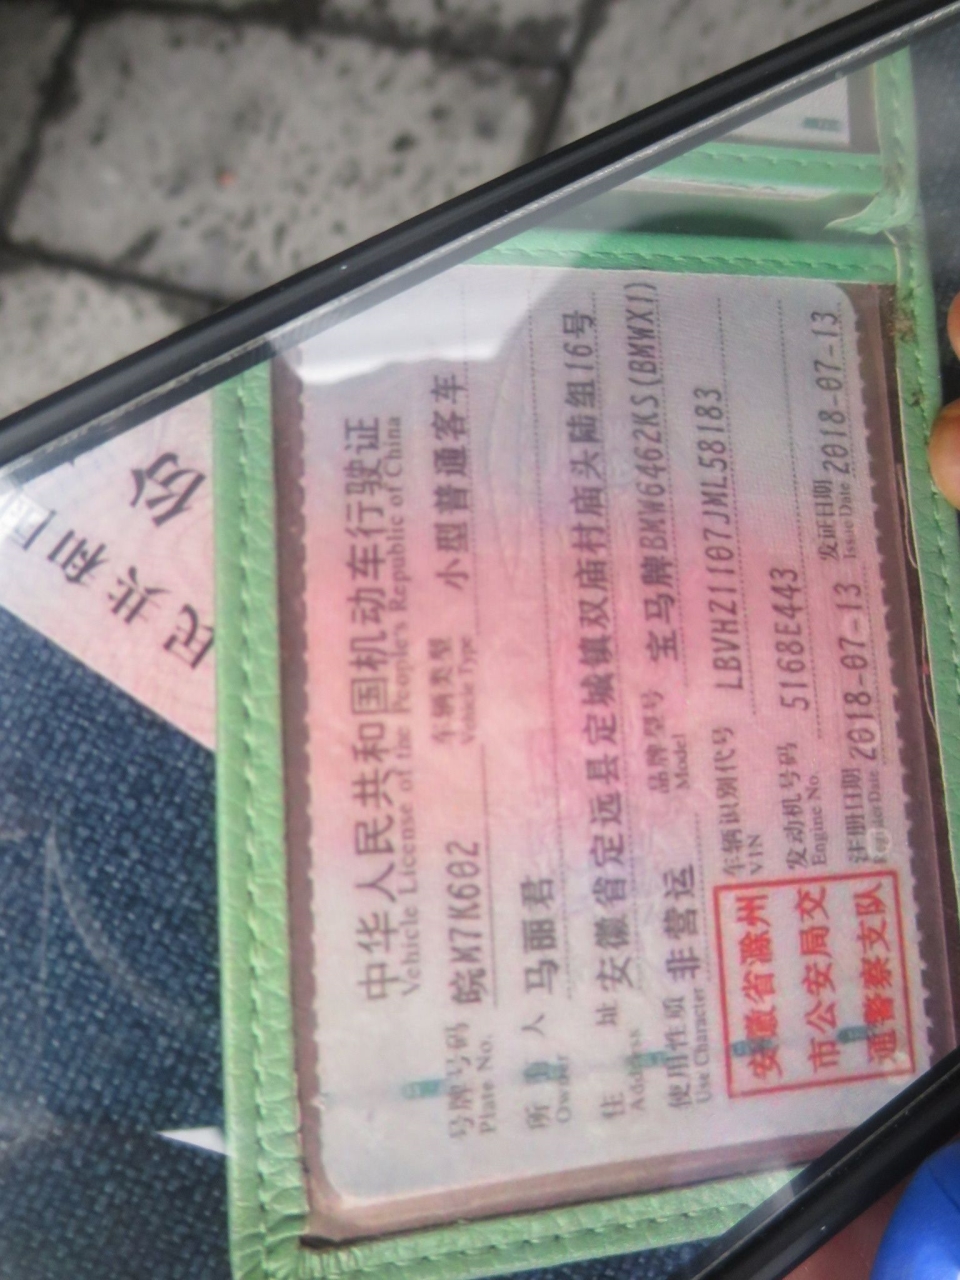 民共和国
份
中华人民共和国机动车行驶证
Vehicle License of the People's Republic of China
号牌号码 皖M7K602 车辆类型 小型普通客车
Plate No. Vehicle Type
所有人 马丽君
Owner
住址 安徽省定远县定城镇双庙村庙头陆组16号
Address
使用性质 非营运 品牌型号 宝马牌BMW6462KS(BMWX1)
Use Character Model
安徽省滁州
市公安局交
通警察支队
车辆识别代号 LBVHZ1107JML58183
VIN
发动机号码 5168E443
Engine No.
注册日期 2018-07-13 发证日期 2018-07-13
Register Date Issue Date